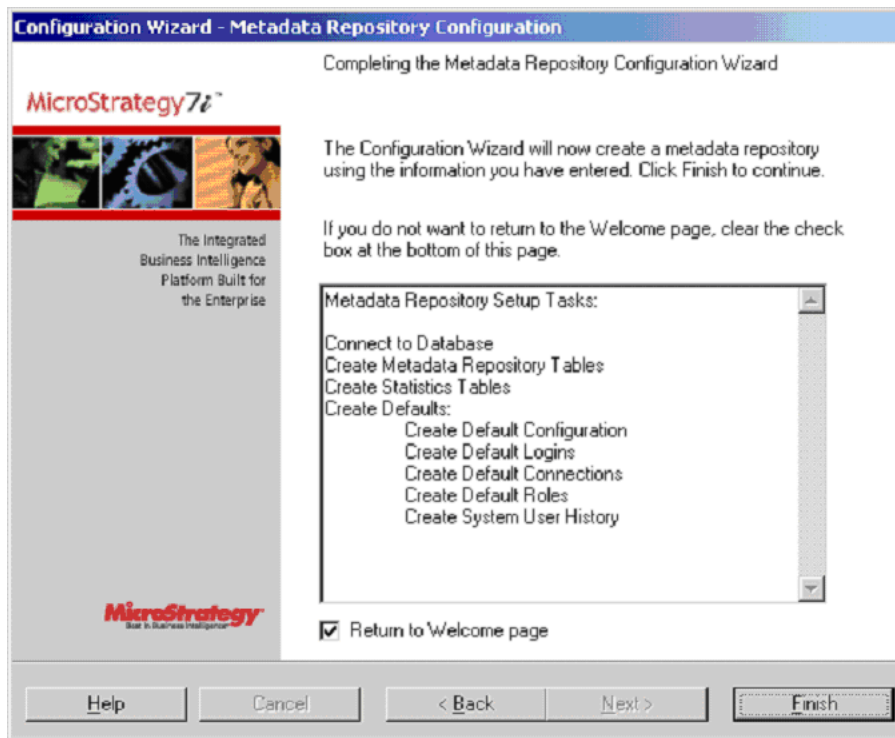 Configuration Wizard - Metadata Repository Configuration
Completing the Metadata Repository Configuration Wizard
MicroStrategy7i™
The Configuration Wizard will now create a metadata repository
using the information you have entered. Click Finish to continue.
If you do not want to return to the Welcome page, clear the check
box at the bottom of this page.
The Integrated
Business Intelligence
Platform Built for
the Enterprise
Metadata Repository Setup Tasks:
Connect to Database
Create Metadata Repository Tables
Create Statistics Tables
Create Defaults:
Create Default Configuration
Create Default Logins
Create Default Connections
Create Default Roles
Create System User History
MicroStrategy
Best In Business Intelligence
Return to Welcome page
Help
Cancel
< Back
Next >
Finish